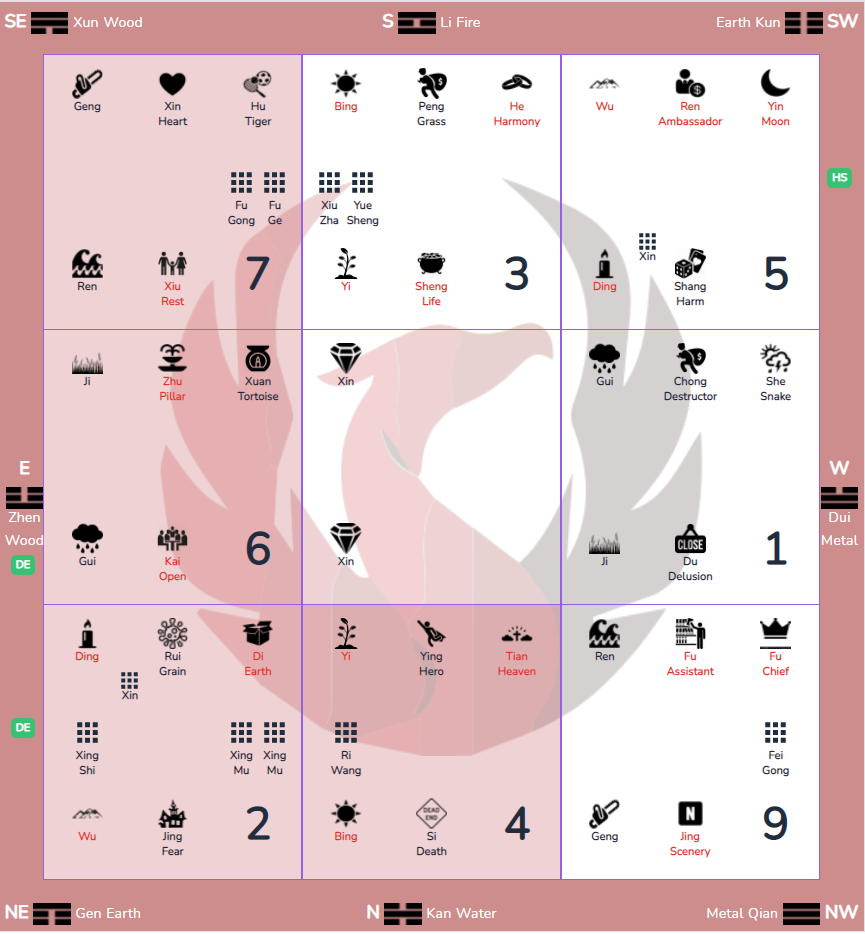 SE Xun Wood
S Li Fire
Earth Kun SW
Geng Xin Hu
Heart Tiger
Bing Peng He
Grass Harmony
Wu Ren Yin
Ambassador Moon
HS
Fu Fu
Gong Ge
Xiu Yue
Zha Sheng
Xin
Ren Xiu 7
Rest
Yi Sheng 3
Life
Ding Shang 5
Harm
Ji Zhu Xuan
Pillar Tortoise
A
Xin
Gui Chong She
Destructor Snake
E
Zhen
Wood
DE
W
Dui
Metal
Gui Kai 6
Open
Xin
CLOSE
Ji Du 1
Delusion
Ding Rui Di
Grain Earth
Xin
Yi Ying Tian
Hero Heaven
Ren Fu Fu
Assistant Chief
DE
Xing Xing Xing
Shi Mu Mu
Ri
Wang
Fei
Gong
Wu Jing 2
Fear
DEAD
END
Bing Si 4
Death
N
Geng Jing 9
Scenery
NE Gen Earth
N Kan Water
Metal Qian NW